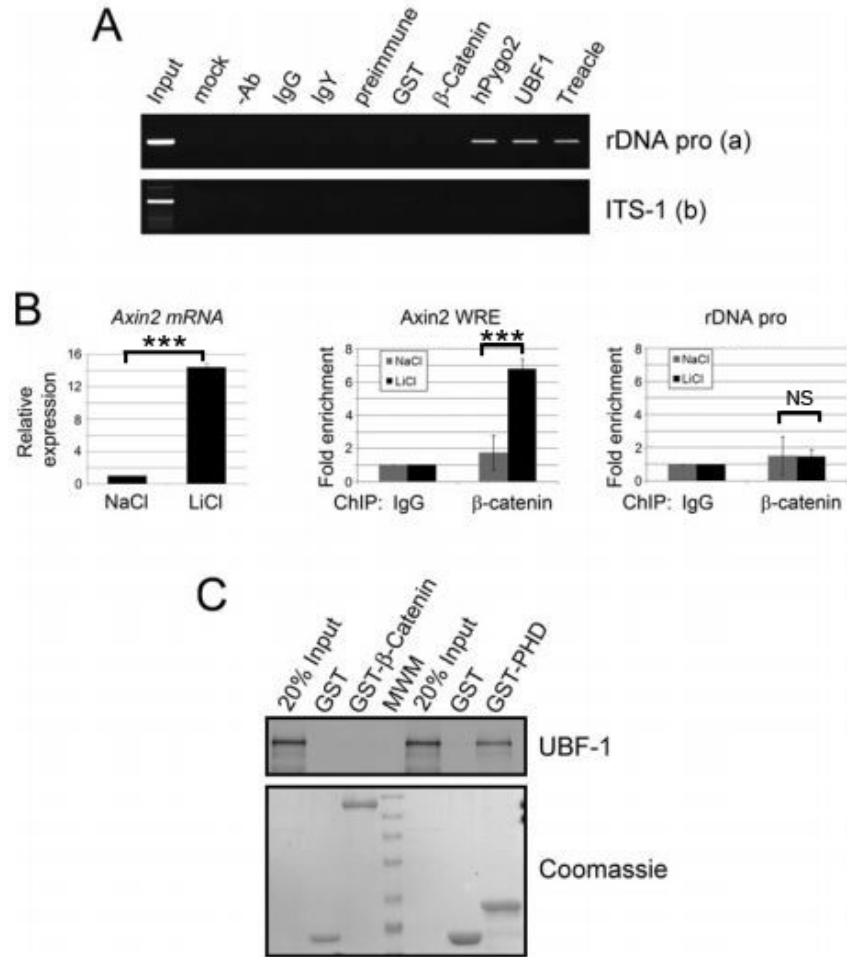 A
Input mock -Ab IgG IgY preimmune GST β-Catenin hPygo2 UBF1 Treacle
rDNA pro (a)
ITS-1 (b)
B
Axin2 mRNA
***
16
12
8
4
0
Relative expression
NaCl LiCl
Axin2 WRE
***
8
6
4
2
0
Fold enrichment
NaCl
LiCl
ChIP: IgG β-catenin
rDNA pro
NS
8
6
4
2
0
Fold enrichment
NaCl
LiCl
ChIP: IgG β-catenin
C
20% Input GST GST-β-Catenin MWM 20% Input GST GST-PHD
UBF-1
Coomassie